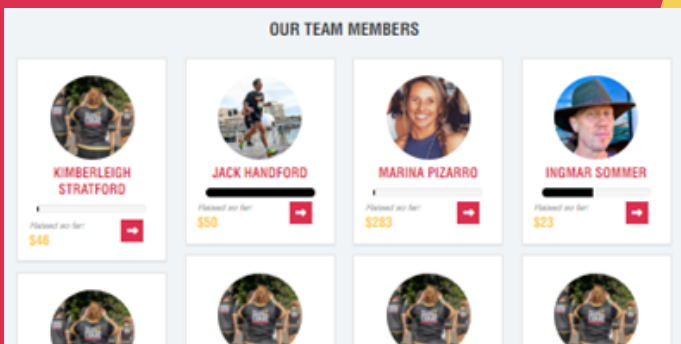 OUR TEAM MEMBERS
KIMBERLEIGH
STRATFORD
Raised so far:
$46
JACK HANDFORD
Raised so far:
$50
MARINA PIZARRO
Raised so far:
$283
INGMAR SOMMER
Raised so far:
$23